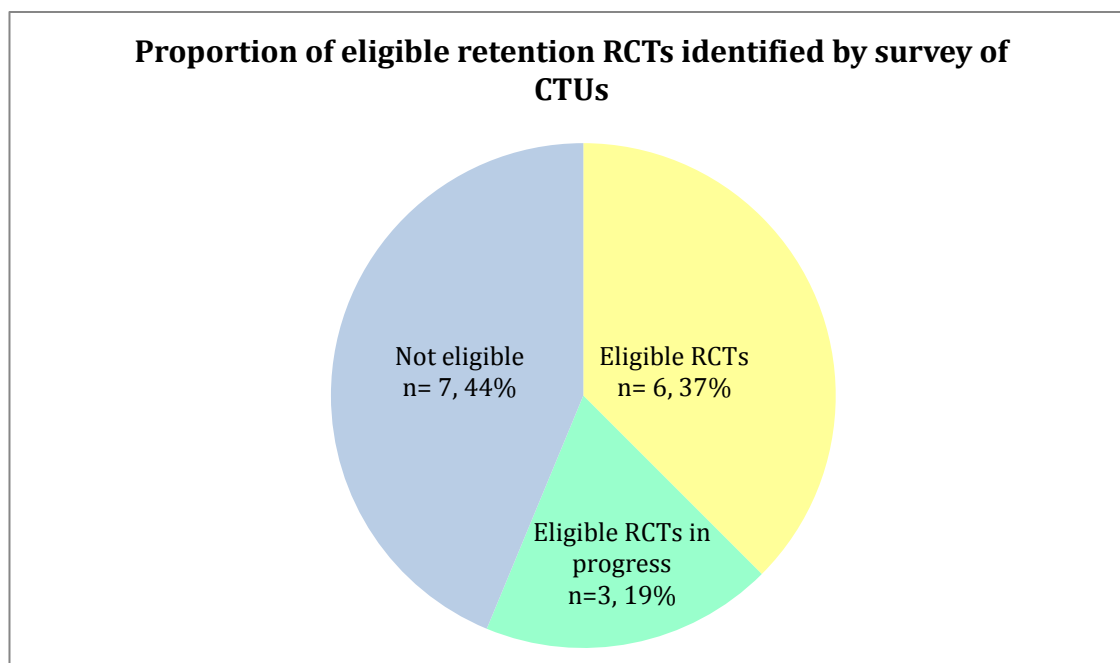 Proportion of eligible retention RCTs identified by survey of
CTUs
Not eligible
n= 7, 44%
Eligible RCTs
n= 6, 37%
Eligible RCTs in
progress
n=3, 19%